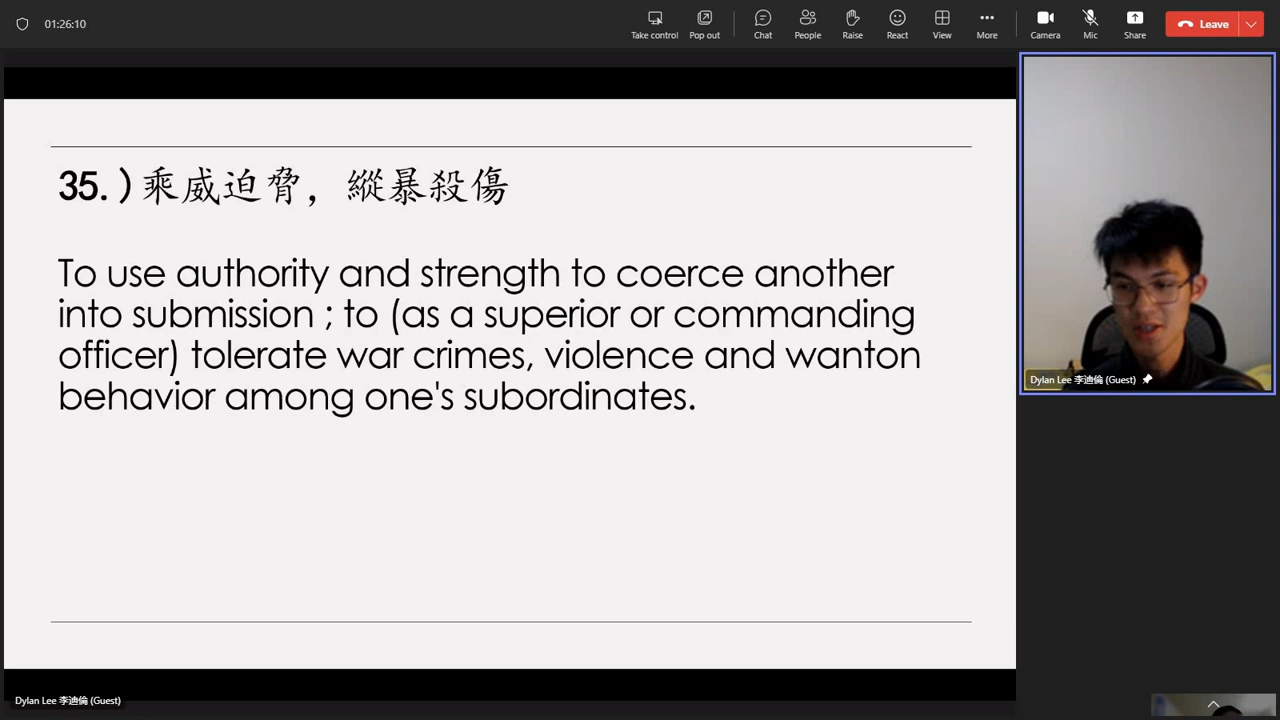 01:26:10
Take control
Pop out
Chat
People
Raise
React
View
More
Camera
Mic
Share
Leave
35.)乘威迫脅，縱暴殺傷
To use authority and strength to coerce another
into submission ; to (as a superior or commanding
officer) tolerate war crimes, violence and wanton
behavior among one's subordinates.
Dylan Lee 李迪倫 (Guest)
Dylan Lee 李迪倫 (Guest)